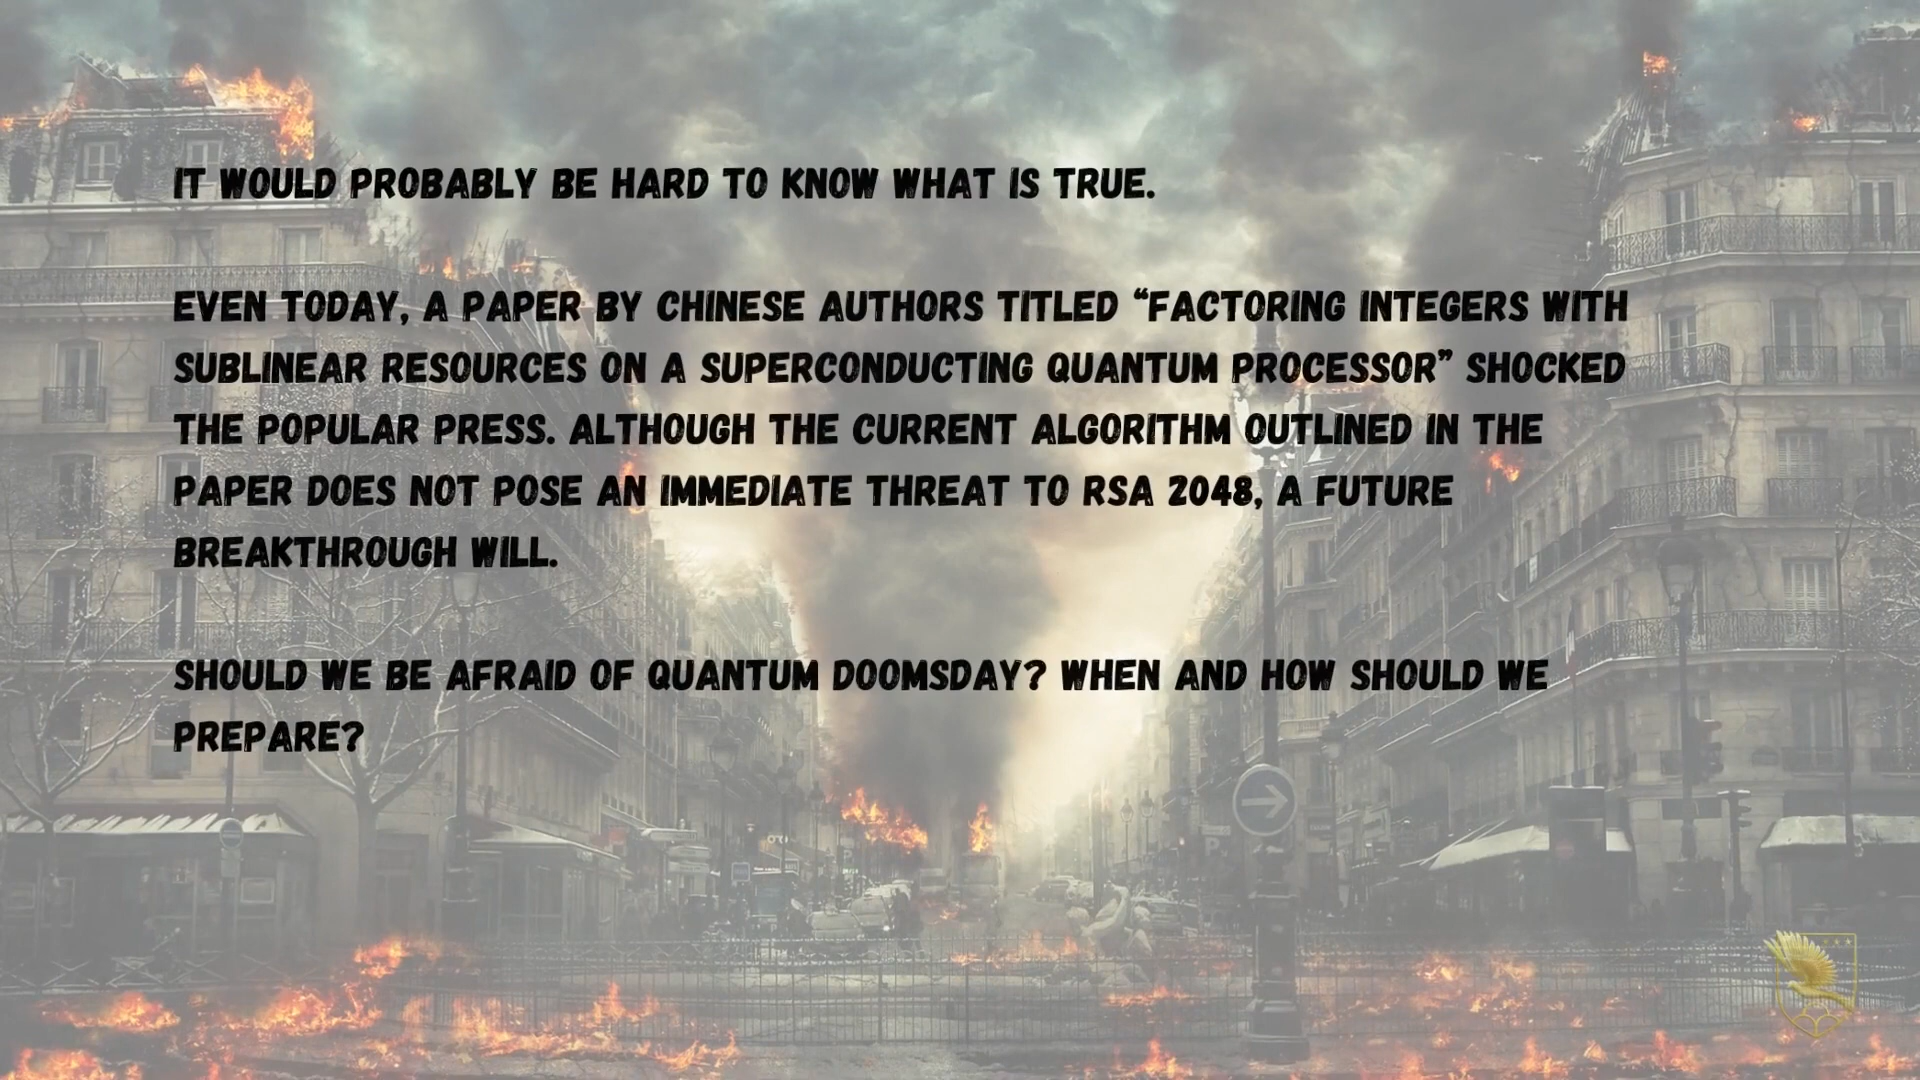 IT WOULD PROBABLY BE HARD TO KNOW WHAT IS TRUE.
EVEN TODAY, A PAPER BY CHINESE AUTHORS TITLED “FACTORING INTEGERS WITH
SUBLINEAR RESOURCES ON A SUPERCONDUCTING QUANTUM PROCESSOR” SHOCKED
THE POPULAR PRESS. ALTHOUGH THE CURRENT ALGORITHM OUTLINED IN THE
PAPER DOES NOT POSE AN IMMEDIATE THREAT TO RSA 2048, A FUTURE
BREAKTHROUGH WILL.
SHOULD WE BE AFRAID OF QUANTUM DOOMSDAY? WHEN AND HOW SHOULD WE
PREPARE?